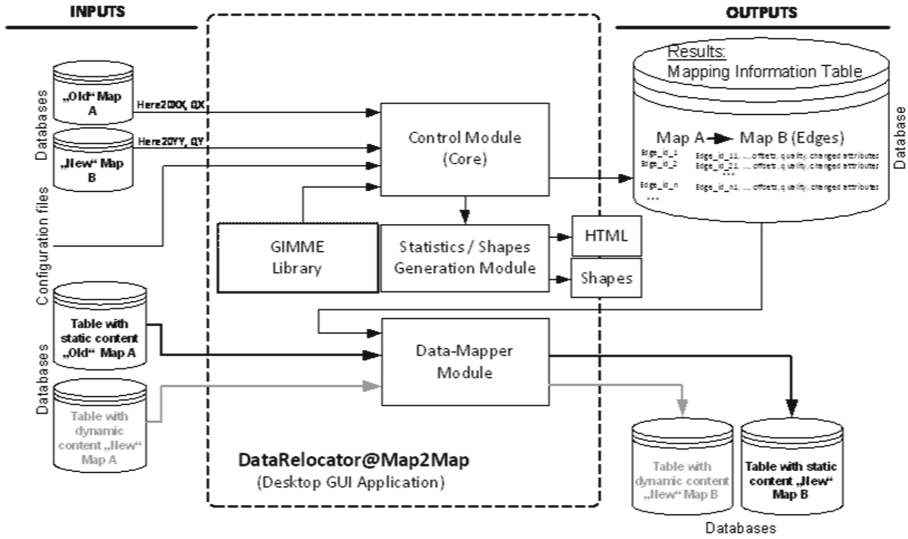 INPUTS
OUTPUTS
Databases
„Old“ Map
A
Here20XX, QX
„New“ Map
B
Here20YY, QY
Configuration files
Control Module
(Core)
GIMME
Library
Statistics / Shapes
Generation Module
HTML
Shapes
Results:
Mapping Information Table
Map A Map B (Edges)
Edge_id_1 Edge_id_11, ... offsets, quality, changed attributes
Edge_id_2 Edge_id_21, ... offsets, quality, changed attributes
...
Edge_id_n Edge_id_n1, ... offsets, quality, changed attributes
...
Database
Databases
Table with
static content
„Old“ Map A
Table with
dynamic
content „New“
Map A
Data-Mapper
Module
DataRelocator@Map2Map
(Desktop GUI Application)
Table with
dynamic content
„New“ Map B
Table with static
content „New“ Map
B
Databases